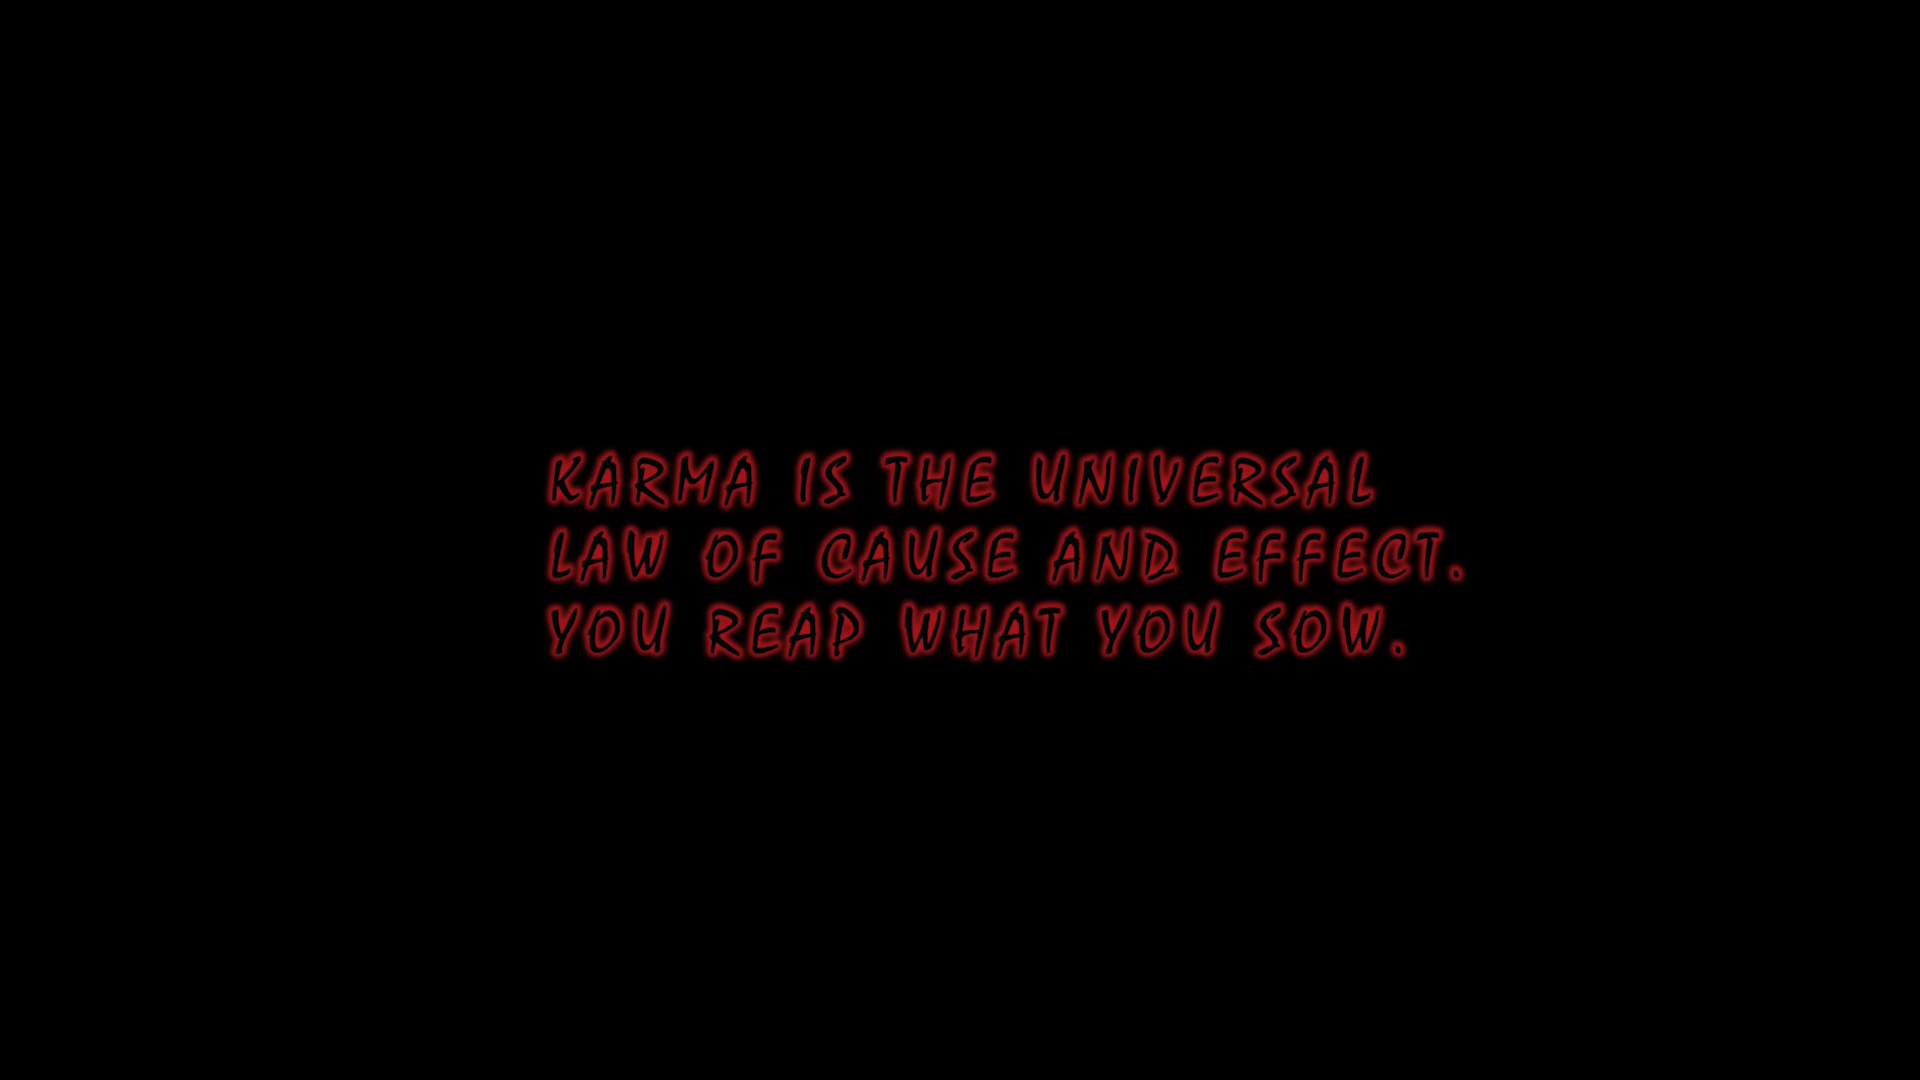 KARMA IS THE UNIVERSAL
LAW OF CAUSE AND EFFECT.
YOU REAP WHAT YOU SOW.